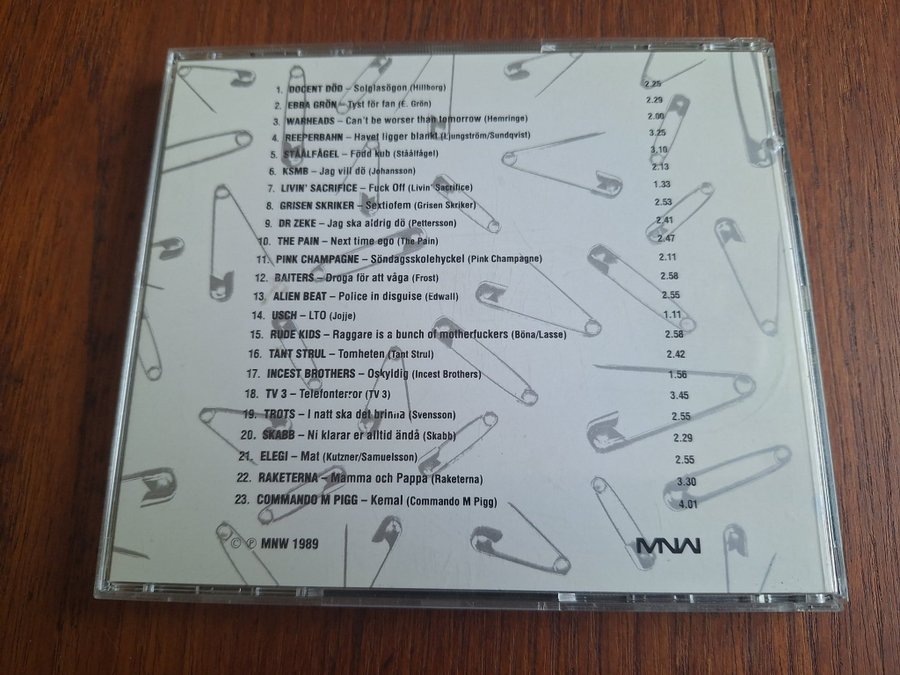 1. DOCENT DÖD – Solglasögon (Hillborg) 2.25
2. EBBA GRÖN – Tyst för fan (E. Grön) 2.29
3. WARHEADS – Can't be worser than tomorrow (Hemringe) 2.00
4. REEPERBAHN – Havet ligger blankt (Ljungström/Sundqvist) 3.25
5. STÅÅLFÅGEL – Född kub (Ståålfågel) 3.10
6. KSMB – Jag vill dö (Johansson) 2.13
7. LIVIN' SACRIFICE – Fuck Off (Livin' Sacrifice) 1.33
8. GRISEN SKRIKER – Sextiofem (Grisen Skriker) 2.53
9. DR ZEKE – Jag ska aldrig dö (Pettersson) 2.41
10. THE PAIN – Next time ego (The Pain) 2.47
11. PINK CHAMPAGNE – Söndagsskolehyckel (Pink Champagne) 2.11
12. BAITERS – Droga för att våga (Frost) 2.58
13. ALIEN BEAT – Police in disguise (Edwall) 2.55
14. USCH – LTO (Jojje) 1.11
15. RUDE KIDS – Raggare is a bunch of motherfuckers (Böna/Lasse) 2.58
16. TANT STRUL – Tomheten (Tant Strul) 2.42
17. INCEST BROTHERS – Oskyldig (Incest Brothers) 1.56
18. TV 3 – Telefonterror (TV 3) 3.45
19. TROTS – I natt ska det brinna (Svensson) 2.55
20. SKABB – Ni klarar er alltid ändå (Skabb) 2.29
21. ELEGI – Mat (Kutzner/Samuelsson) 2.55
22. RAKETERNA – Mamma och Pappa (Raketerna) 3.30
23. COMMANDO M PIGG – Kemal (Commando M Pigg) 4.01
© ℗ MNW 1989 MNW